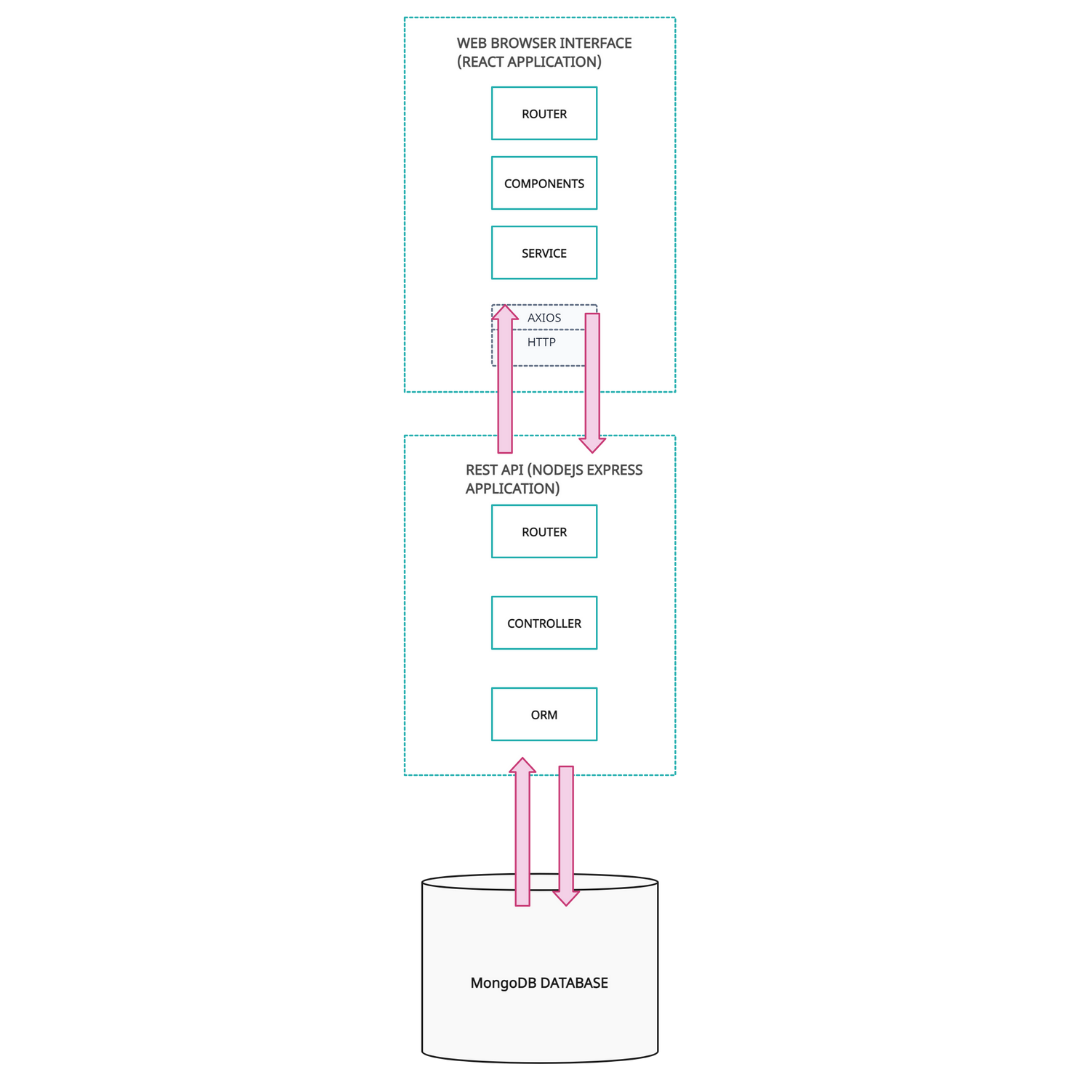 WEB BROWSER INTERFACE
(REACT APPLICATION)
ROUTER
COMPONENTS
SERVICE
AXIOS
HTTP
REST API (NODEJS EXPRESS
APPLICATION)
ROUTER
CONTROLLER
ORM
MongoDB DATABASE